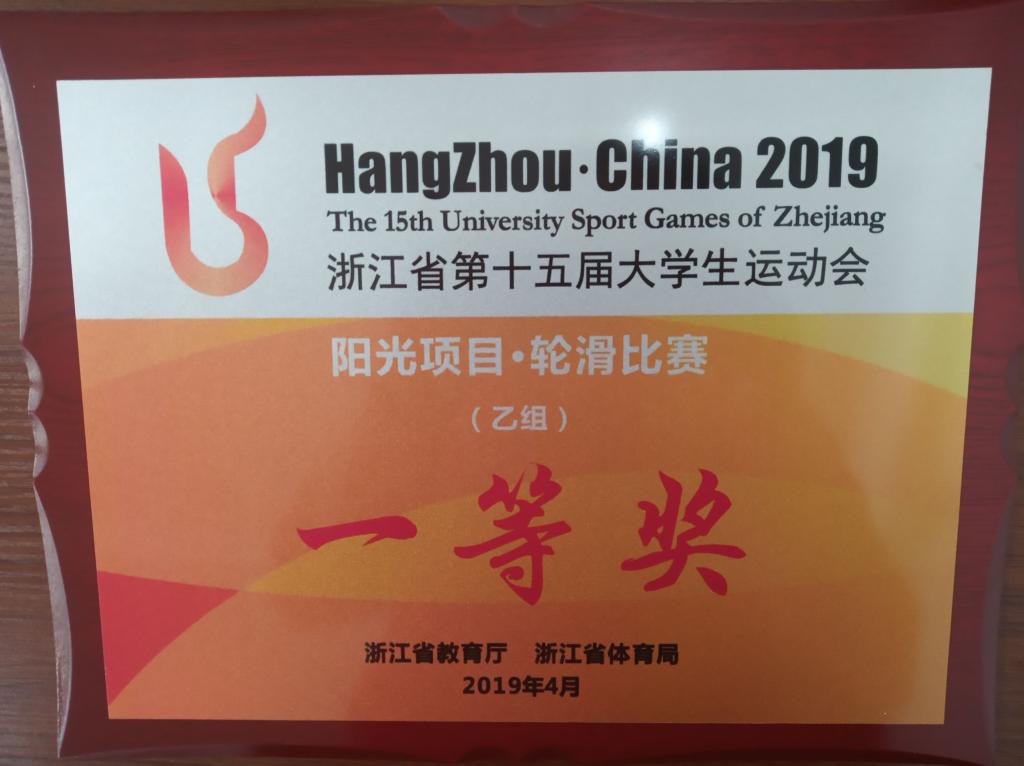 HangZhou·China 2019
The 15th University Sport Games of Zhejiang
浙江省第十五届大学生运动会
阳光项目·轮滑比赛
（乙组）
一等奖
浙江省教育厅 浙江省体育局
2019年4月